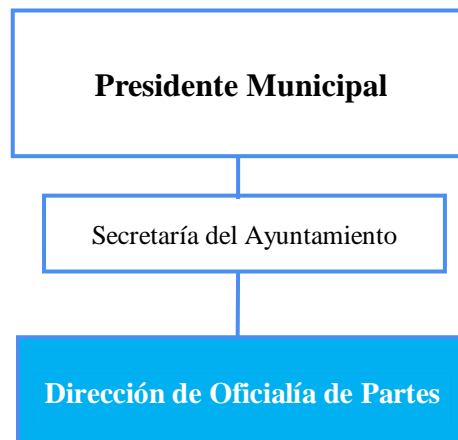 Presidente Municipal
Secretaría del Ayuntamiento
Dirección de Oficialía de Partes